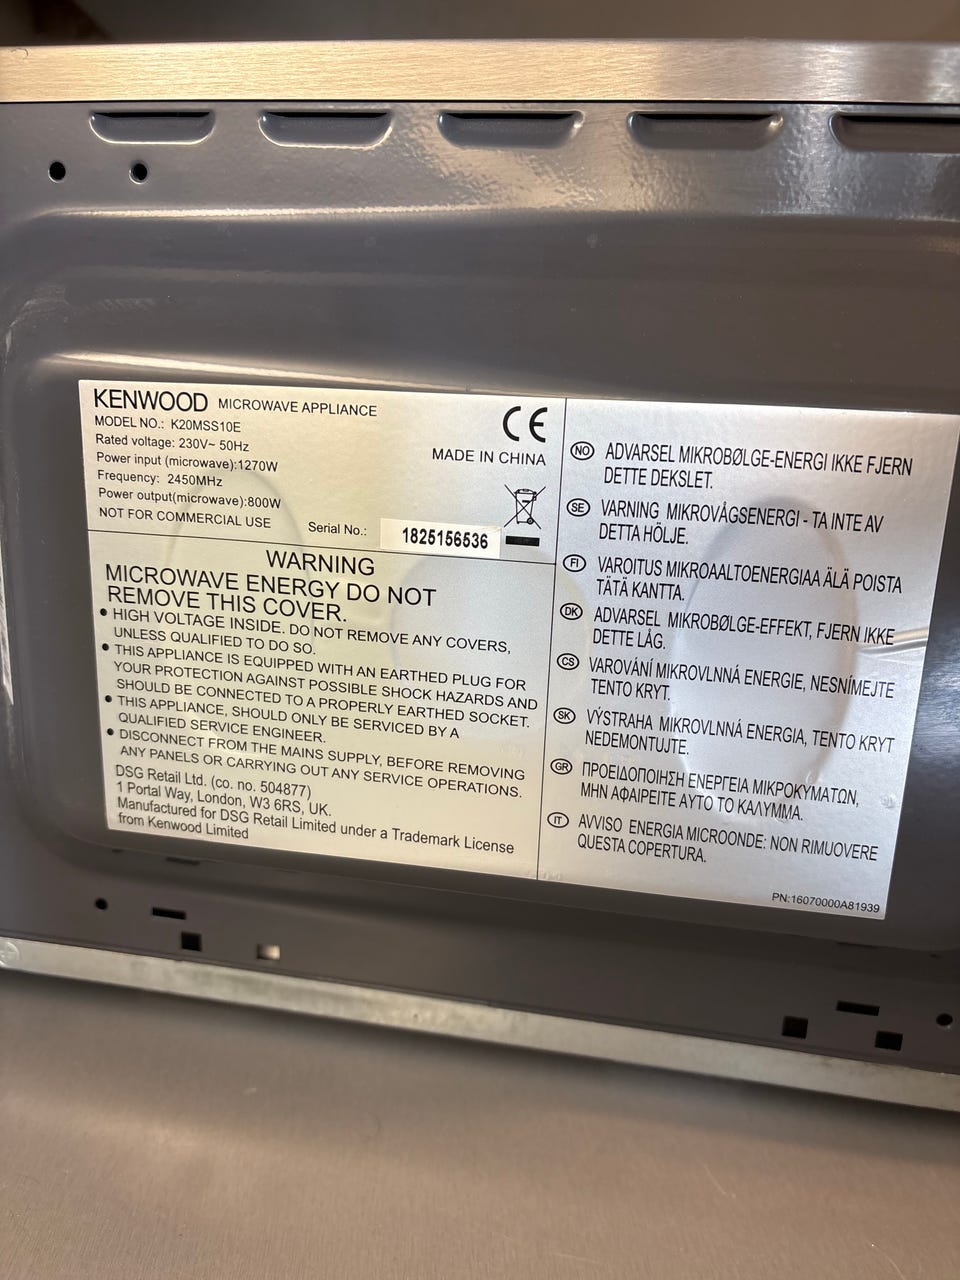 KENWOOD MICROWAVE APPLIANCE
MODEL NO.: K20MSS10E
Rated voltage: 230V~ 50Hz
Power input (microwave):1270W
Frequency: 2450MHz
Power output(microwave):800W
NOT FOR COMMERCIAL USE
CE
MADE IN CHINA
Serial No.: 1825156536
WARNING
MICROWAVE ENERGY DO NOT
REMOVE THIS COVER.
• HIGH VOLTAGE INSIDE. DO NOT REMOVE ANY COVERS,
UNLESS QUALIFIED TO DO SO.
• THIS APPLIANCE IS EQUIPPED WITH AN EARTHED PLUG FOR
YOUR PROTECTION AGAINST POSSIBLE SHOCK HAZARDS AND
SHOULD BE CONNECTED TO A PROPERLY EARTHED SOCKET.
• THIS APPLIANCE, SHOULD ONLY BE SERVICED BY A
QUALIFIED SERVICE ENGINEER.
• DISCONNECT FROM THE MAINS SUPPLY, BEFORE REMOVING
ANY PANELS OR CARRYING OUT ANY SERVICE OPERATIONS.
DSG Retail Ltd. (co. no. 504877)
1 Portal Way, London, W3 6RS, UK.
Manufactured for DSG Retail Limited under a Trademark License
from Kenwood Limited
NO ADVARSEL MIKROBØLGE-ENERGI IKKE FJERN
DETTE DEKSLET.
SE VARNING MIKROVÅGSENERGI - TA INTE AV
DETTA HÖLJE.
FI VAROITUS MIKROAALTOENERGIAA ÄLÄ POISTA
TÄTÄ KANTTA.
DK ADVARSEL MIKROBØLGE-EFFEKT, FJERN IKKE
DETTE LÅG.
CS VAROVÁNÍ MIKROVLNNÁ ENERGIE, NESNÍMEJTE
TENTO KRYT.
SK VÝSTRAHA MIKROVLNNÁ ENERGIA, TENTO KRYT
NEDEMONTUJTE.
GR ΠΡΟΕΙΔΟΠΟΙΗΣΗ ΕΝΕΡΓΕΙΑ ΜΙΚΡΟΚΥΜΑΤΩΝ,
ΜΗΝ ΑΦΑΙΡΕΙΤΕ ΑΥΤΟ ΤΟ ΚΑΛΥΜΜΑ.
IT AVVISO ENERGIA MICROONDE: NON RIMUOVERE
QUESTA COPERTURA.
PN:16070000A81939